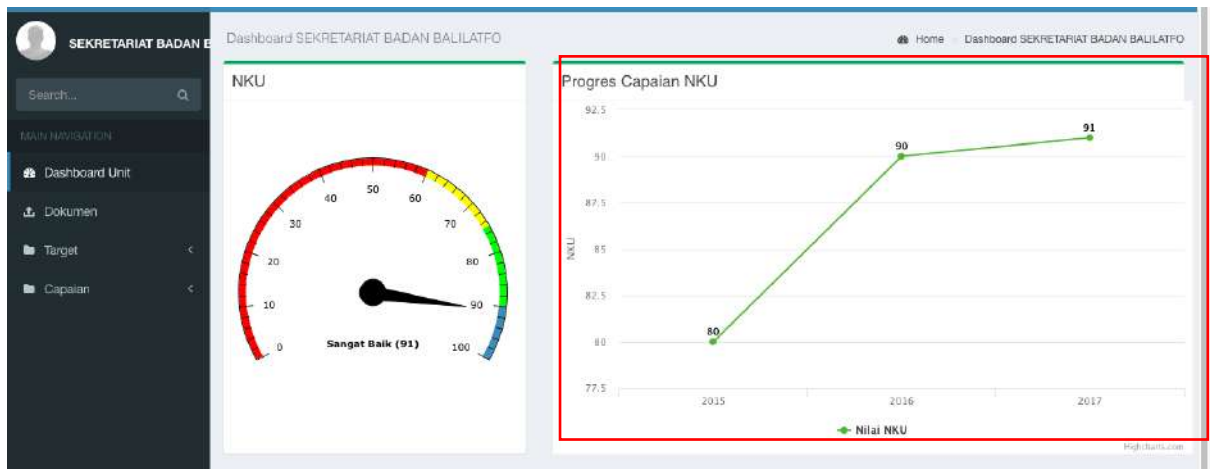 SEKRETARIAT BADAN E
Search...
MAIN NAVIGATION
Dashboard Unit
Dokumen
Target
Capaian
Dashboard SEKRETARIAT BADAN BALILATFO
Home
Dashboard SEKRETARIAT BADAN BALILATFO
NKU
0
10
20
30
40
50
60
70
80
90
100
Sangat Baik (91)
Progres Capaian NKU
NKU
92.5
90
87.5
85
82.5
80
77.5
80
90
91
2015
2016
2017
Nilai NKU
Highcharts.com